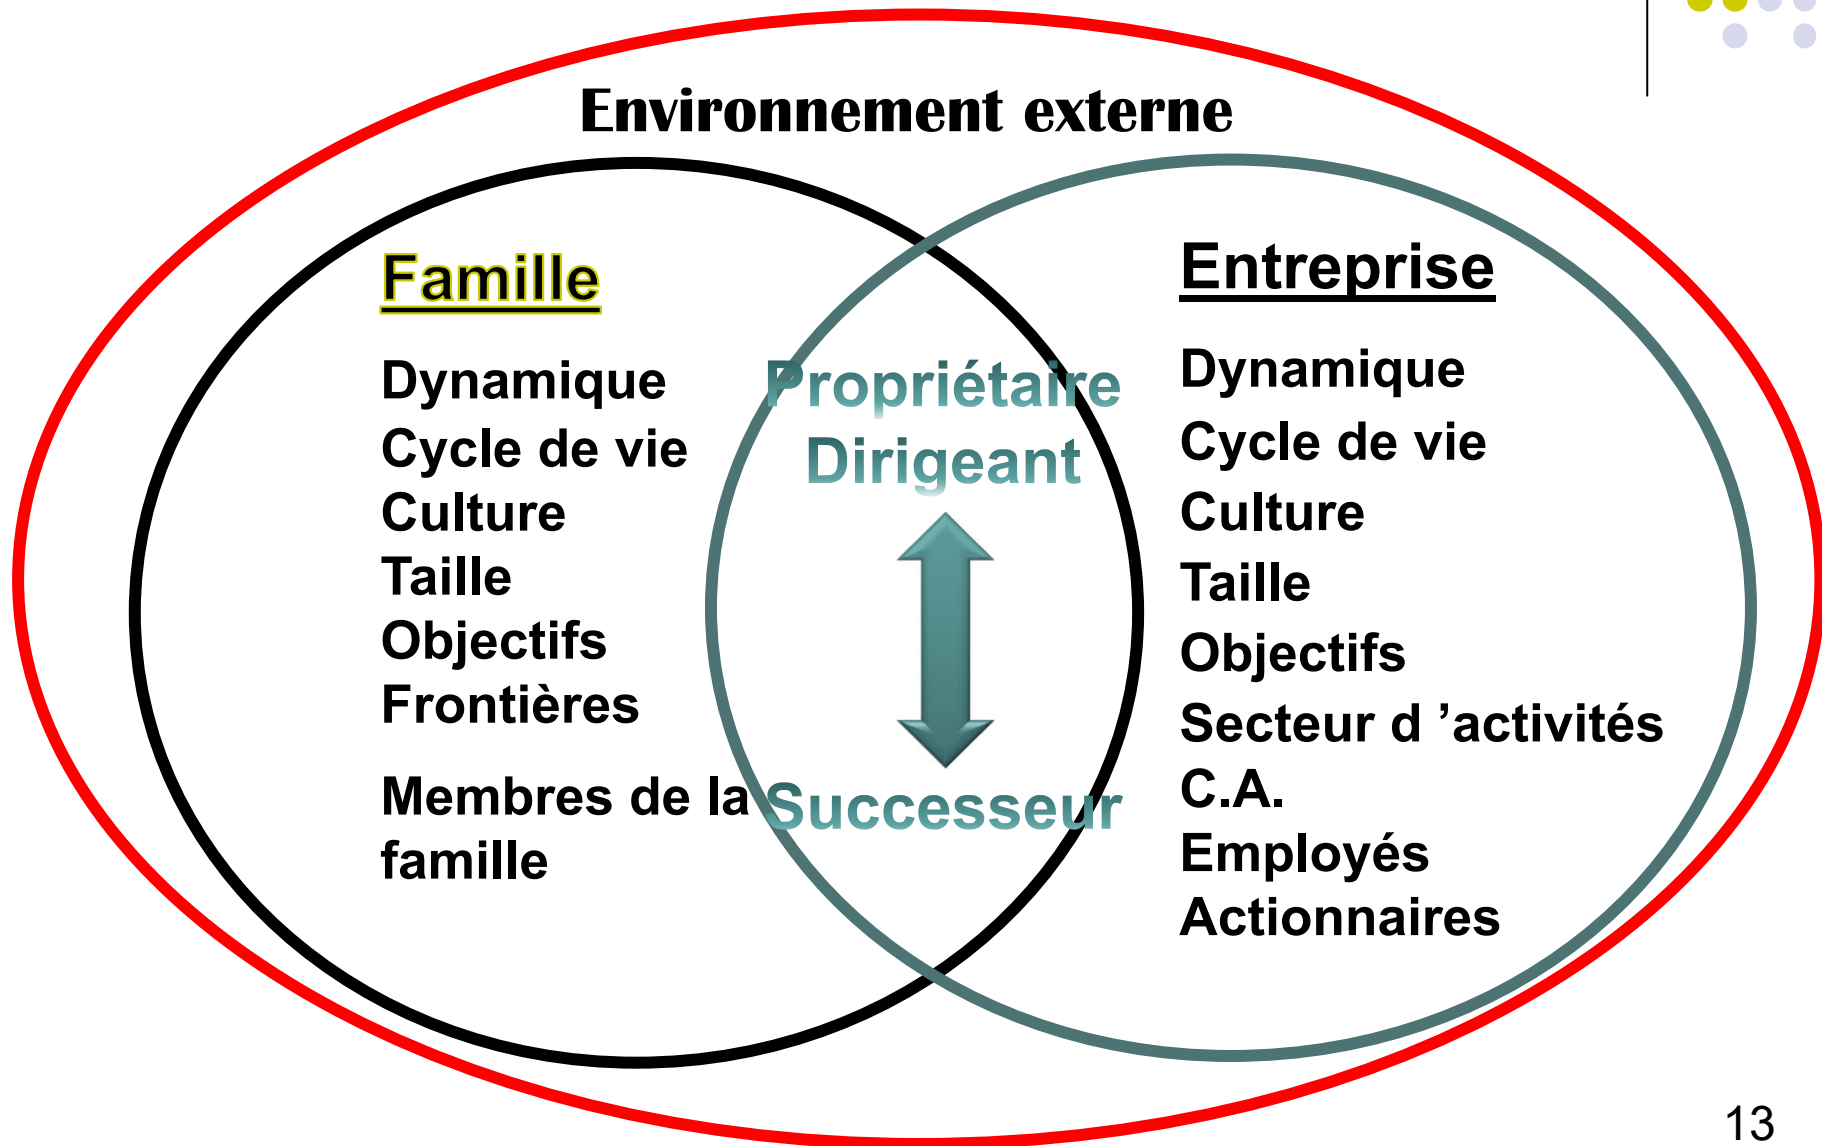 Environnement externe
Famille
Dynamique
Cycle de vie
Culture
Taille
Objectifs
Frontières
Membres de la
famille
Propriétaire
Dirigeant
Successeur
Entreprise
Dynamique
Cycle de vie
Culture
Taille
Objectifs
Secteur d ’activités
C.A.
Employés
Actionnaires
13